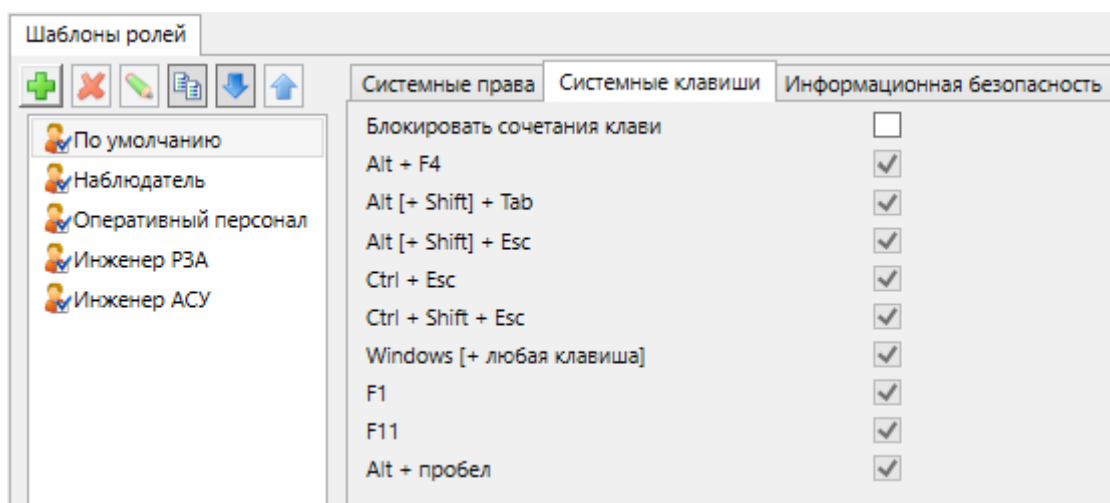 Шаблоны ролей
Системные права Системные клавиши Информационная безопасность
По умолчанию
Наблюдатель
Оперативный персонал
Инженер РЗА
Инженер АСУ
Блокировать сочетания клави
Alt + F4
Alt [+ Shift] + Tab
Alt [+ Shift] + Esc
Ctrl + Esc
Ctrl + Shift + Esc
Windows [+ любая клавиша]
F1
F11
Alt + пробел